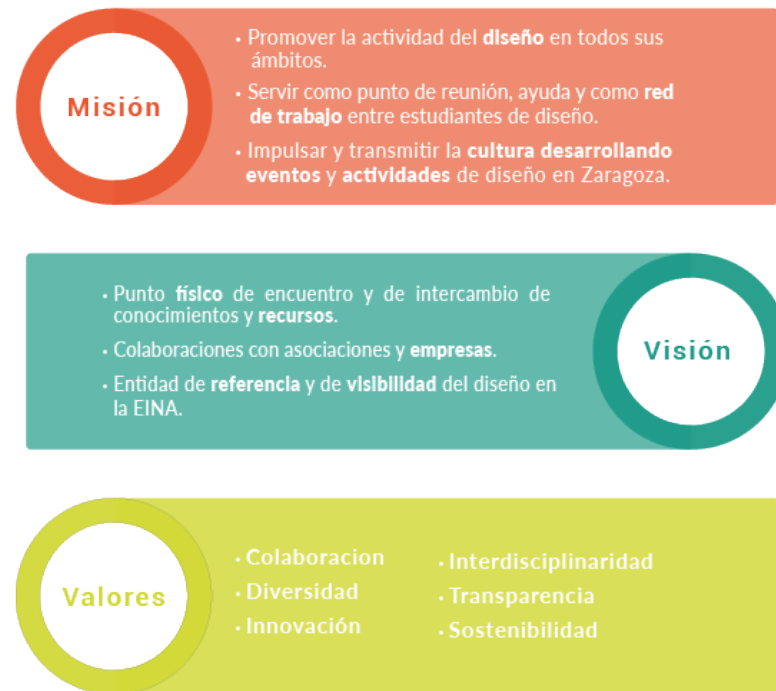 Misión
· Promover la actividad del diseño en todos sus
ámbitos.
· Servir como punto de reunión, ayuda y como red
de trabajo entre estudiantes de diseño.
· Impulsar y transmitir la cultura desarrollando
eventos y actividades de diseño en Zaragoza.
· Punto físico de encuentro y de intercambio de
conocimientos y recursos.
· Colaboraciones con asociaciones y empresas.
· Entidad de referencia y de visibilidad del diseño en
la EINA.
Visión
Valores
· Colaboracion
· Diversidad
· Innovación
· Interdisciplinaridad
· Transparencia
· Sostenibilidad